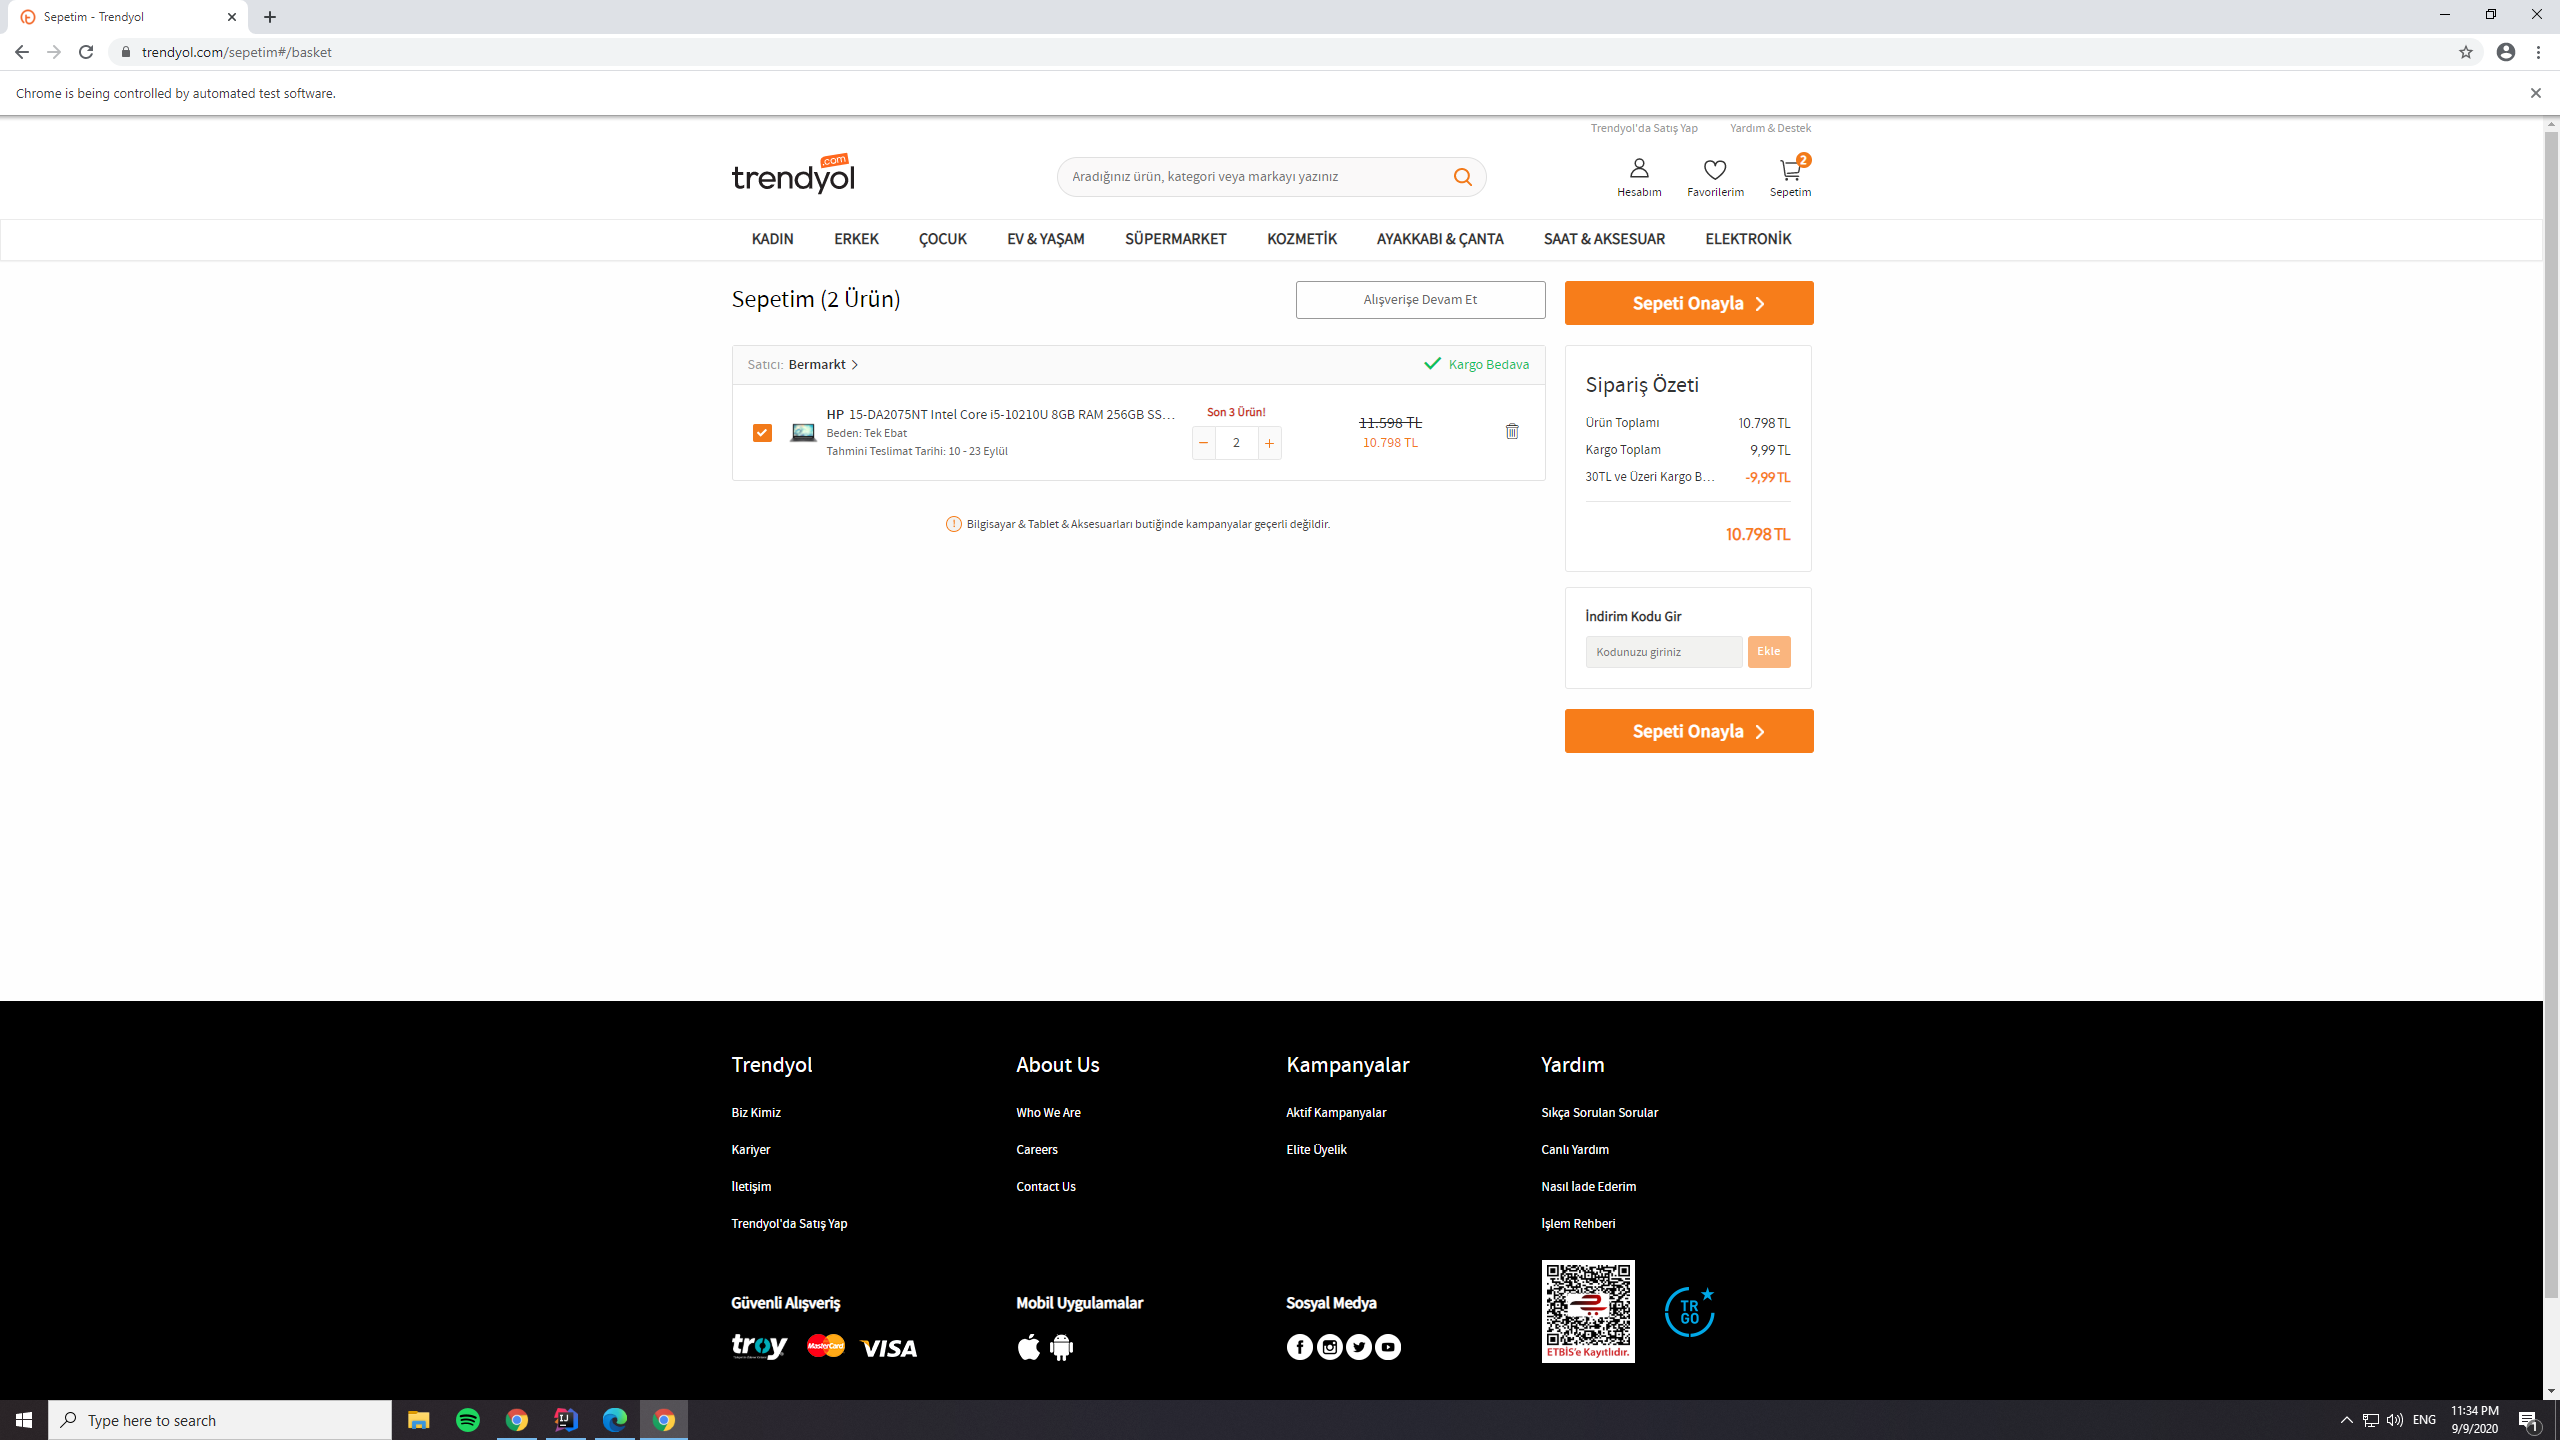 Sepetim - Trendyol
trendyol.com/sepetim#/basket
Chrome is being controlled by automated test software.
Trendyol'da Satış Yap
Yardım & Destek
trendyol
.com
Aradığınız ürün, kategori veya markayı yazınız
Hesabım
Favorilerim
2
Sepetim
KADIN
ERKEK
ÇOCUK
EV & YAŞAM
SÜPERMARKET
KOZMETİK
AYAKKABI & ÇANTA
SAAT & AKSESUAR
ELEKTRONİK
Sepetim (2 Ürün)
Alışverişe Devam Et
Sepeti Onayla
Satıcı: Bermarkt
Kargo Bedava
HP 15-DA2075NT Intel Core i5-10210U 8GB RAM 256GB SS...
Beden: Tek Ebat
Tahmini Teslimat Tarihi: 10 - 23 Eylül
Son 3 Ürün!
− 2 +
11.598 TL
10.798 TL
Bilgisayar & Tablet & Aksesuarları butiğinde kampanyalar geçerli değildir.
Sipariş Özeti
Ürün Toplamı 10.798 TL
Kargo Toplam 9,99 TL
30TL ve Üzeri Kargo B... -9,99 TL
10.798 TL
İndirim Kodu Gir
Kodunuzu giriniz
Ekle
Sepeti Onayla
Trendyol
Biz Kimiz
Kariyer
İletişim
Trendyol'da Satış Yap
About Us
Who We Are
Careers
Contact Us
Kampanyalar
Aktif Kampanyalar
Elite Üyelik
Yardım
Sıkça Sorulan Sorular
Canlı Yardım
Nasıl İade Ederim
İşlem Rehberi
Güvenli Alışveriş
troy
MasterCard
VISA
Mobil Uygulamalar
Sosyal Medya
ETBİS'e Kayıtlıdır.
TR
GO
Type here to search
IJ
ENG
11:34 PM
9/9/2020
1